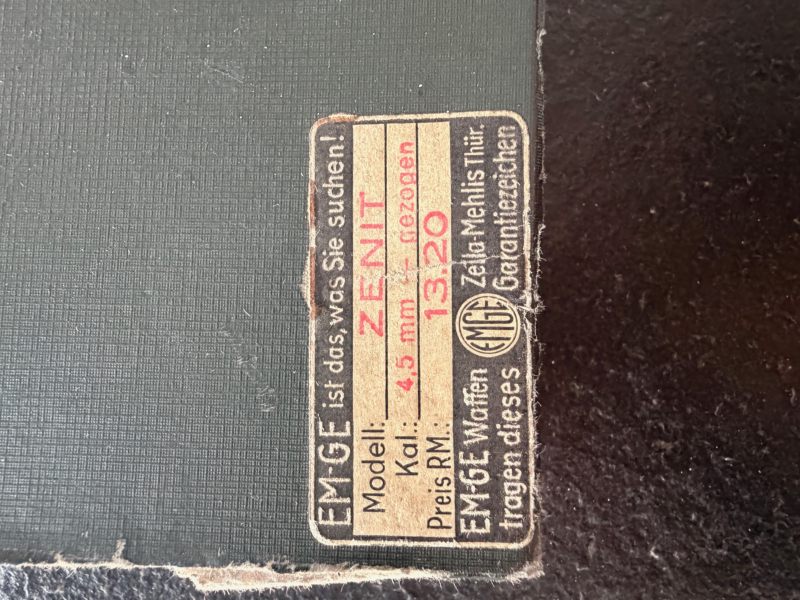 EM-GE ist das, was Sie suchen!
Modell: ZENIT
Kal.: 4,5 mm - gezogen
Preis RM.: 13.20
EM-GE Waffen EMGE Zella-Mehlis Thür.
tragen dieses Garantiezeichen